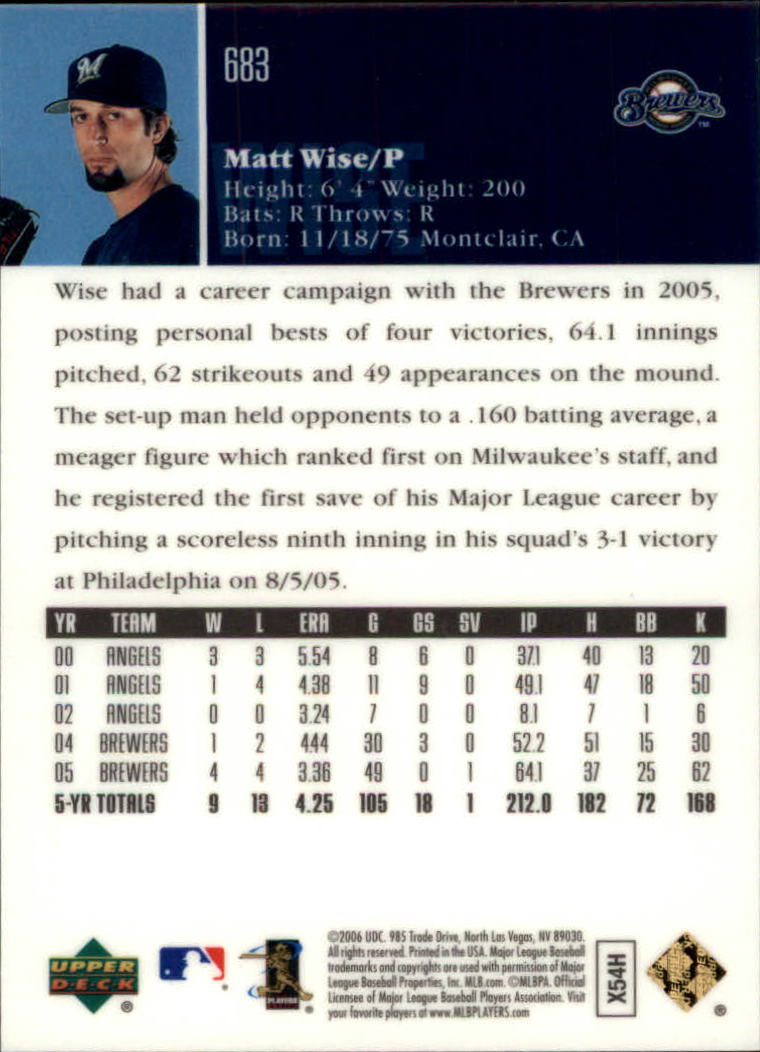 683
Brewers
TM
Matt Wise/P
Height: 6' 4" Weight: 200
Bats: R Throws: R
Born: 11/18/75 Montclair, CA
Wise had a career campaign with the Brewers in 2005,
posting personal bests of four victories, 64.1 innings
pitched, 62 strikeouts and 49 appearances on the mound.
The set-up man held opponents to a .160 batting average, a
meager figure which ranked first on Milwaukee's staff, and
he registered the first save of his Major League career by
pitching a scoreless ninth inning in his squad's 3-1 victory
at Philadelphia on 8/5/05.
YR TEAM W L ERA G GS SV IP H BB K
00 ANGELS 3 3 5.54 8 6 0 37.1 40 13 20
01 ANGELS 1 4 4.38 11 9 0 49.1 47 18 50
02 ANGELS 0 0 3.24 7 0 0 8.1 7 1 6
04 BREWERS 1 2 4.44 30 3 0 52.2 51 15 30
05 BREWERS 4 4 3.36 49 0 1 64.1 37 25 62
5-YR TOTALS 9 13 4.25 105 18 1 212.0 182 72 168
UPPER
D·E·C·K
®
PLAYERS
©2006 UDC. 985 Trade Drive, North Las Vegas, NV 89030.
All rights reserved. Printed in the USA. Major League Baseball
trademarks and copyrights are used with permission of Major
League Baseball Properties, Inc. MLB.com. ©MLBPA. Official
Licensee of Major League Baseball Players Association. Visit
your favorite players at www.MLBPLAYERS.com
X54H
®